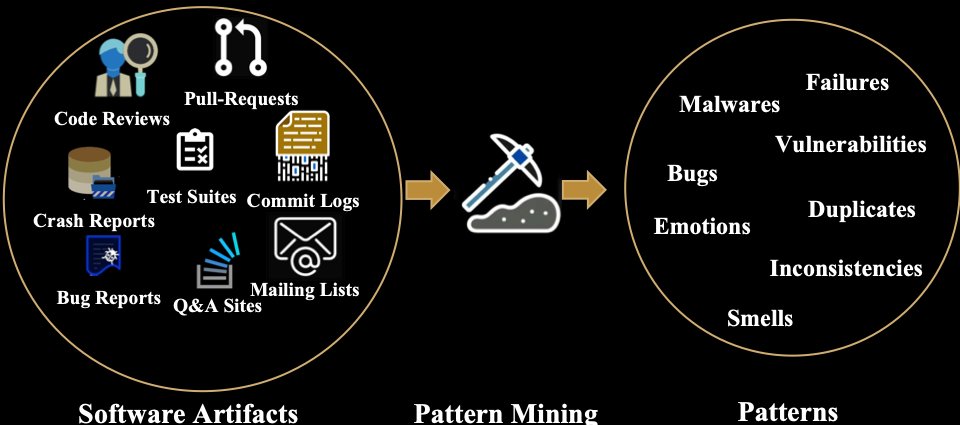 Code Reviews
Pull-Requests
Crash Reports
Test Suites
Commit Logs
Bug Reports
Q&A Sites
Mailing Lists
@
Software Artifacts
Pattern Mining
Failures
Malwares
Vulnerabilities
Bugs
Duplicates
Emotions
Inconsistencies
Smells
Patterns